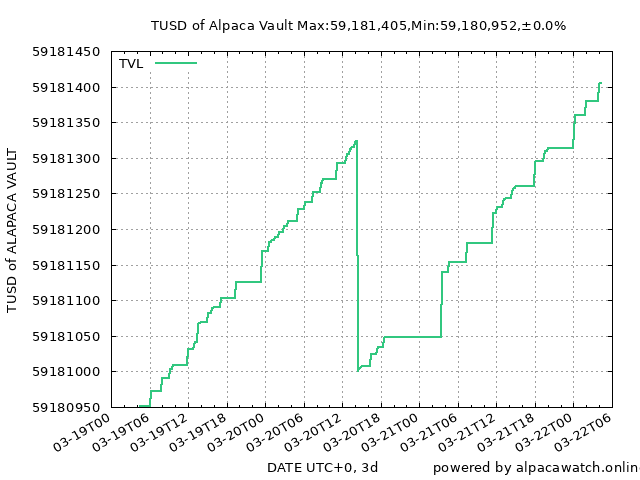 TUSD of Alpaca Vault Max:59,181,405,Min:59,180,952,±0.0%
TVL
59181450
59181400
59181350
59181300
59181250
59181200
59181150
59181100
59181050
59181000
59180950
TUSD of ALAPACA VAULT
03-19T00
03-19T06
03-19T12
03-19T18
03-20T00
03-20T06
03-20T12
03-20T18
03-21T00
03-21T06
03-21T12
03-21T18
03-22T00
03-22T06
DATE UTC+0, 3d
powered by alpacawatch.onlin